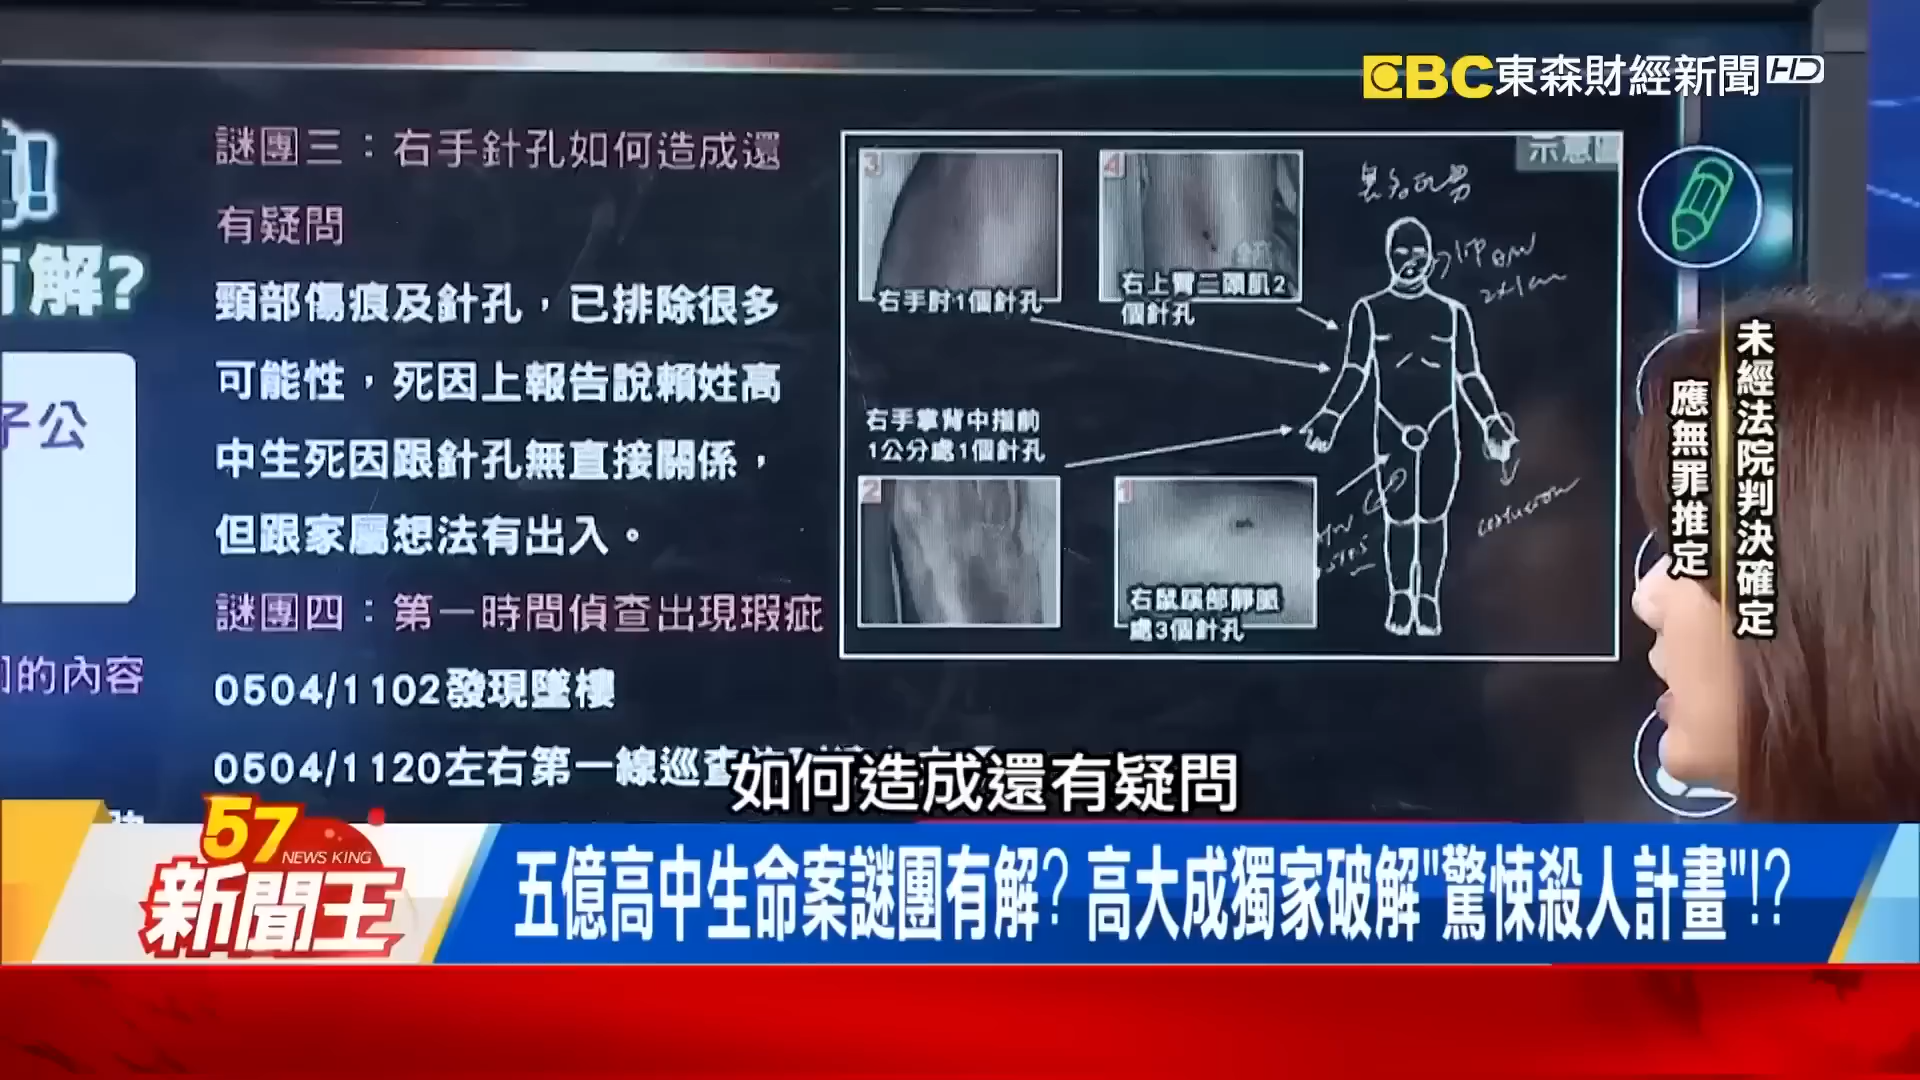 EBC東森財經新聞HD
解?
子公
的內容
謎團三：右手針孔如何造成還
有疑問
頸部傷痕及針孔，已排除很多
可能性，死因上報告說賴姓高
中生死因跟針孔無直接關係，
但跟家屬想法有出入。
謎團四：第一時間偵查出現瑕疵
0504/1102發現墜樓
0504/1120左右第一線巡查
示意圖
3
右手肘1個針孔
4
右上臂二頭肌2
個針孔
右手掌背中指前
1公分處1個針孔
2
1
右鼠蹊部靜脈
處3個針孔
contusion
未經法院判決確定
應無罪推定
如何造成還有疑問
57
NEWS KING
新聞王
五億高中生命案謎團有解? 高大成獨家破解"驚悚殺人計畫"!?